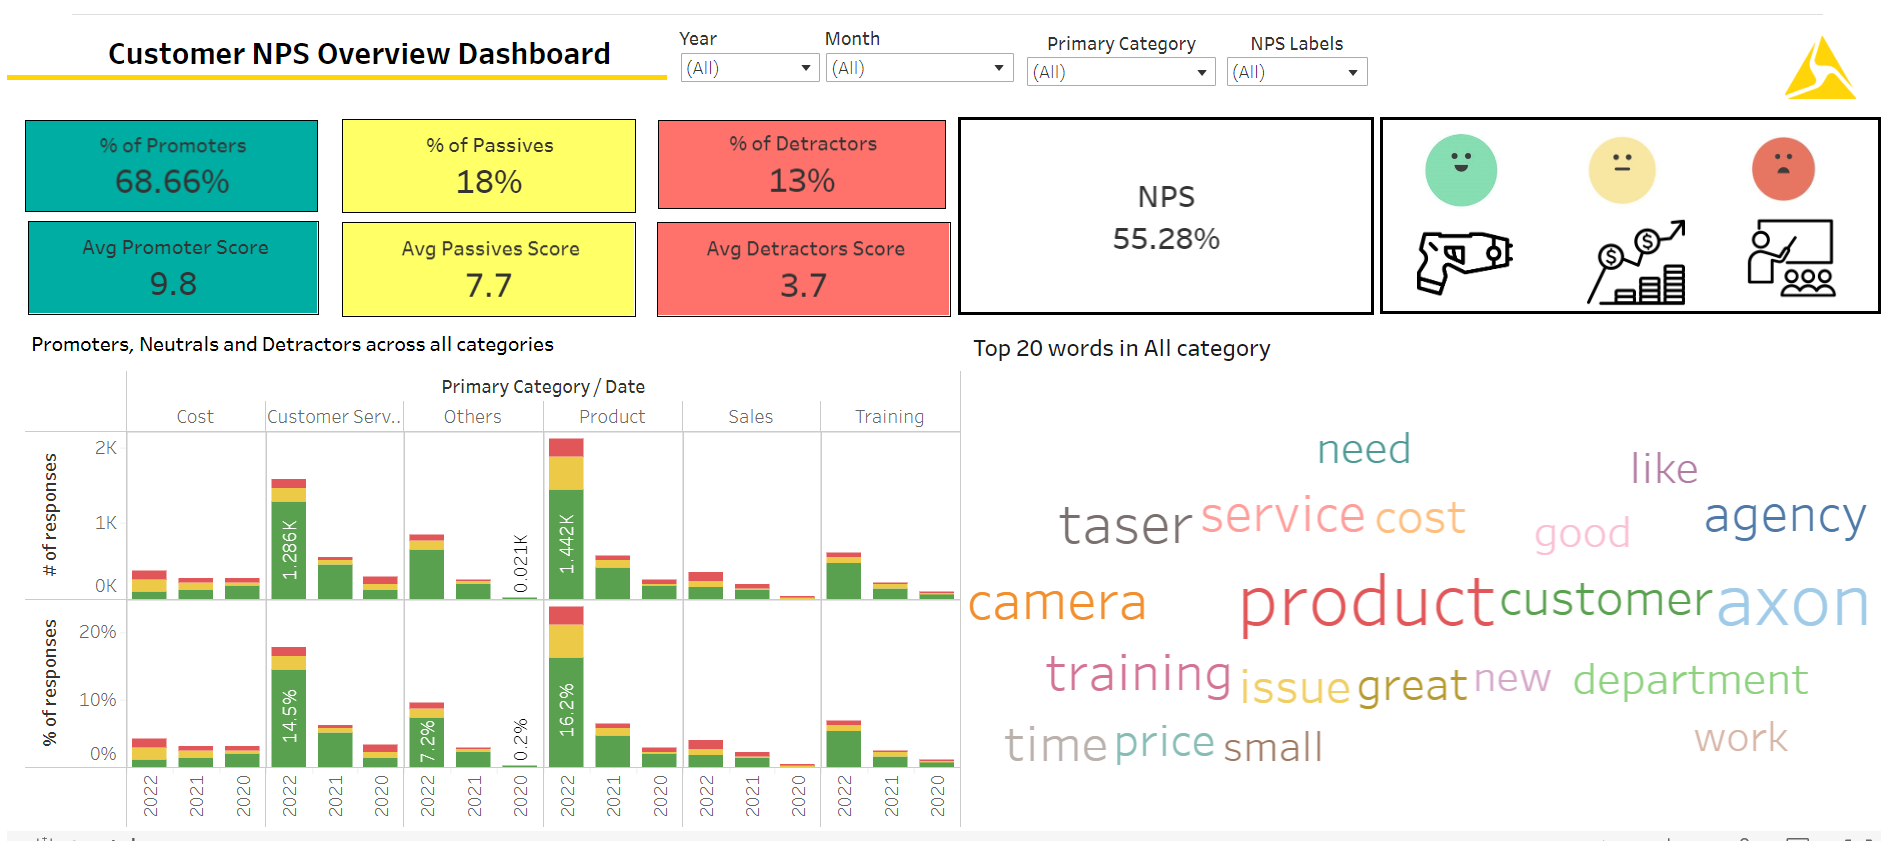 Customer NPS Overview Dashboard
Year
Month
Primary Category
NPS Labels
(All)
(All)
(All)
(All)
% of Promoters
68.66%
% of Passives
18%
% of Detractors
13%
NPS
55.28%
Avg Promoter Score
9.8
Avg Passives Score
7.7
Avg Detractors Score
3.7
$
$
Promoters, Neutrals and Detractors across all categories
Primary Category / Date
Cost
Customer Serv..
Others
Product
Sales
Training
# of responses
2K
1K
0K
1.286K
0.021K
1.442K
% of responses
20%
10%
0%
14.5%
7.2%
0.2%
16.2%
2022
2021
2020
2022
2021
2020
2022
2021
2020
2022
2021
2020
2022
2021
2020
2022
2021
2020
Top 20 words in All category
need
like
taser
service
cost
good
agency
camera
product
customer
axon
training
issue
great
new
department
time
price
small
work